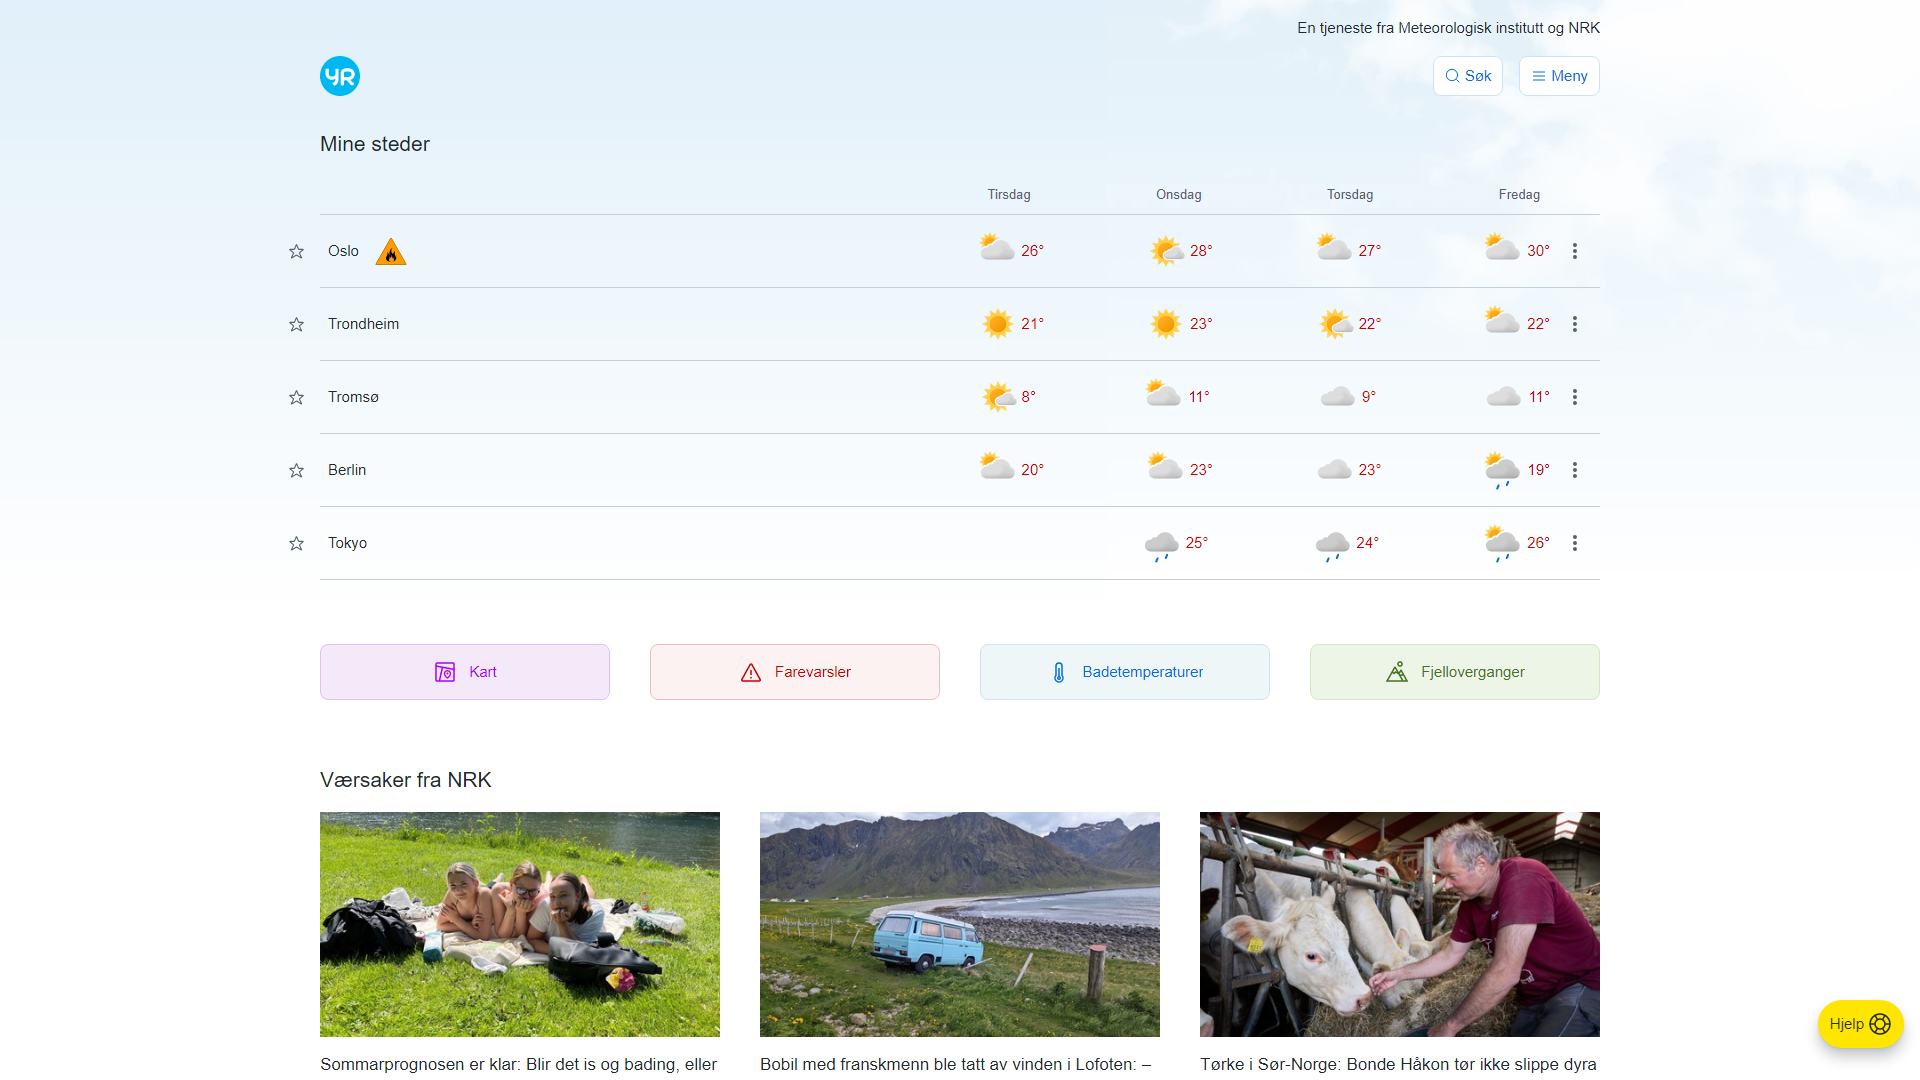 En tjeneste fra Meteorologisk institutt og NRK
YR
Søk
Meny
Mine steder
Tirsdag Onsdag Torsdag Fredag
Oslo 26° 28° 27° 30°
Trondheim 21° 23° 22° 22°
Tromsø 8° 11° 9° 11°
Berlin 20° 23° 23° 19°
Tokyo 25° 24° 26°
Kart
Farevarsler
Badetemperaturer
Fjelloverganger
Værsaker fra NRK
Sommarprognosen er klar: Blir det is og bading, eller
Bobil med franskmenn ble tatt av vinden i Lofoten: –
Tørke i Sør-Norge: Bonde Håkon tør ikke slippe dyra
Hjelp